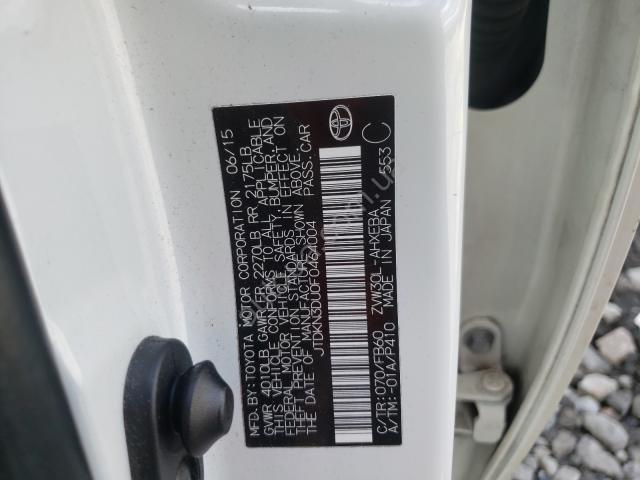 MFD.BY:TOYOTA MOTOR CORPORATION 06/15
GVWR 4110LB GAWR FR 2270LB RR 2175LB
THIS VEHICLE CONFORMS TO ALL APPLICABLE
FEDERAL MOTOR VEHICLE SAFETY, BUMPER, AND
THEFT PREVENTION STANDARDS IN EFFECT ON
THE DATE OF MANUFACTURE SHOWN ABOVE.
JTDKN3DU0F0464004 PASS.CAR
C/TR:070/FB60 ZVW30L-AHXEBA
A/TM:-01A/P410 MADE IN JAPAN 553 C
TOYOTA